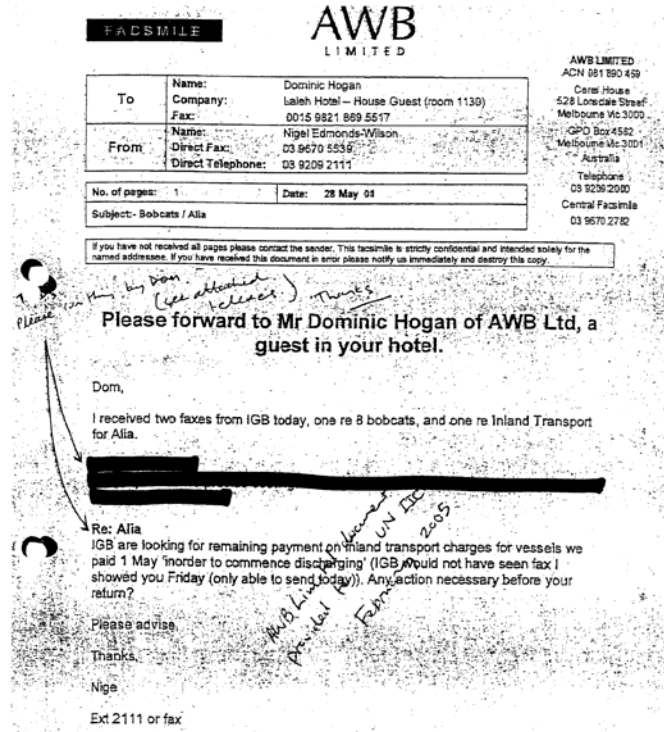 FACSMILE
AWB
LIMITED
AWB LIMITED
ACN 081 890 459
Ceres House
528 Lonsdale Street
Melbourne Vic 3000
GPO Box 4562
Melbourne Vic 3001
Australia
Telephone
03 9209 2000
Central Facsimile
03 9670 2782
To
Name: Dominic Hogan
Company: Laleh Hotel – House Guest (room 1130)
Fax: 0015 9821 869 5517
From
Name: Nigel Edmonds-Wilson
Direct Fax: 03 9670 5539
Direct Telephone: 03 9209 2111
No. of pages: 1 Date: 28 May 01
Subject:- Bobcats / Alia
If you have not received all pages please contact the sender. This facsimile is strictly confidential and intended solely for the
named addressee. If you have received this document in error please notify us immediately and destroy this copy.
Please by Dom
(see attached
) Thanks
Please forward to Mr Dominic Hogan of AWB Ltd, a
guest in your hotel.
Dom,
I received two faxes from IGB today, one re 8 bobcats, and one re Inland Transport
for Alia.
Re: Alia
IGB are looking for remaining payment on inland transport charges for vessels we
paid 1 May 'inorder to commence discharging' (IGB would not have seen fax I
showed you Friday (only able to send today)). Any action necessary before your
return?
Please advise,
Thanks,
Nige
Ext 2111 or fax
AWB Limited document
Provided to UN IIC
February 2005